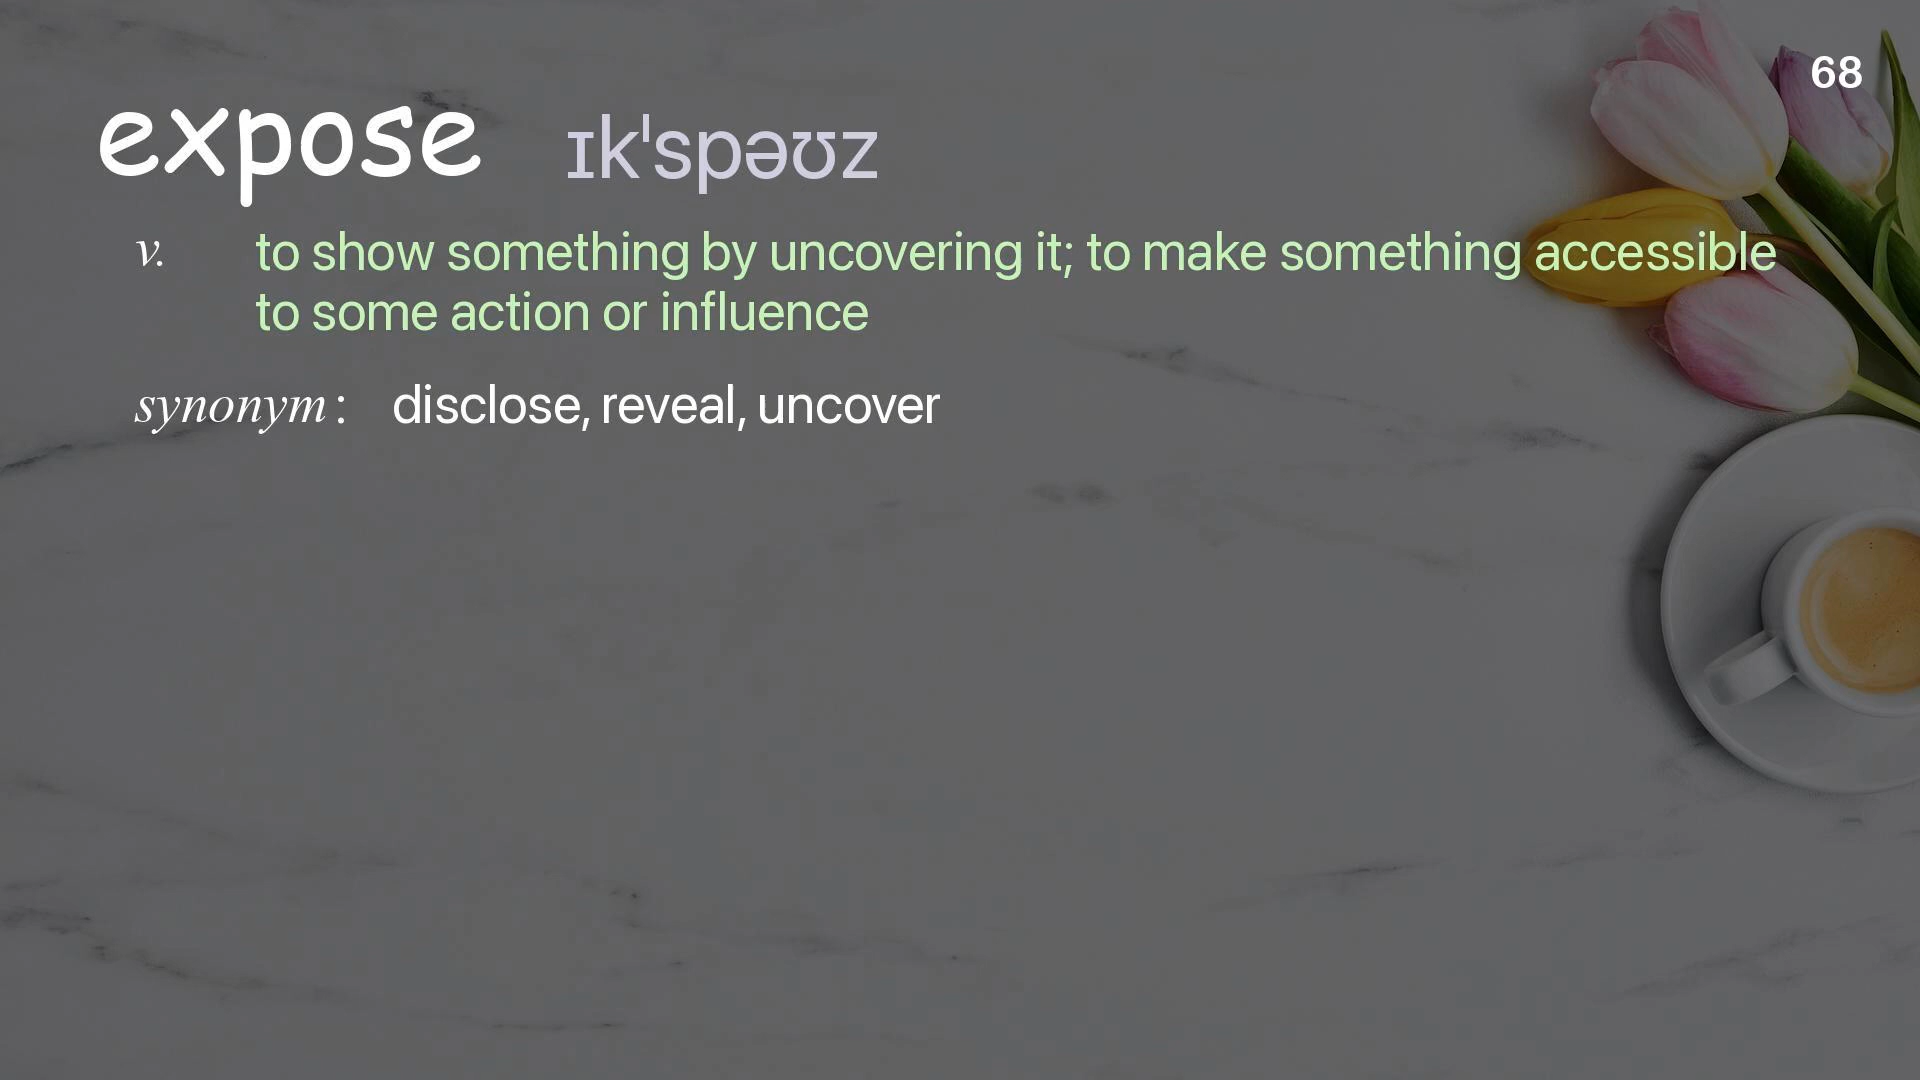 68
expose ɪkˈspəʊz
v. to show something by uncovering it; to make something accessible
to some action or influence
synonym: disclose, reveal, uncover